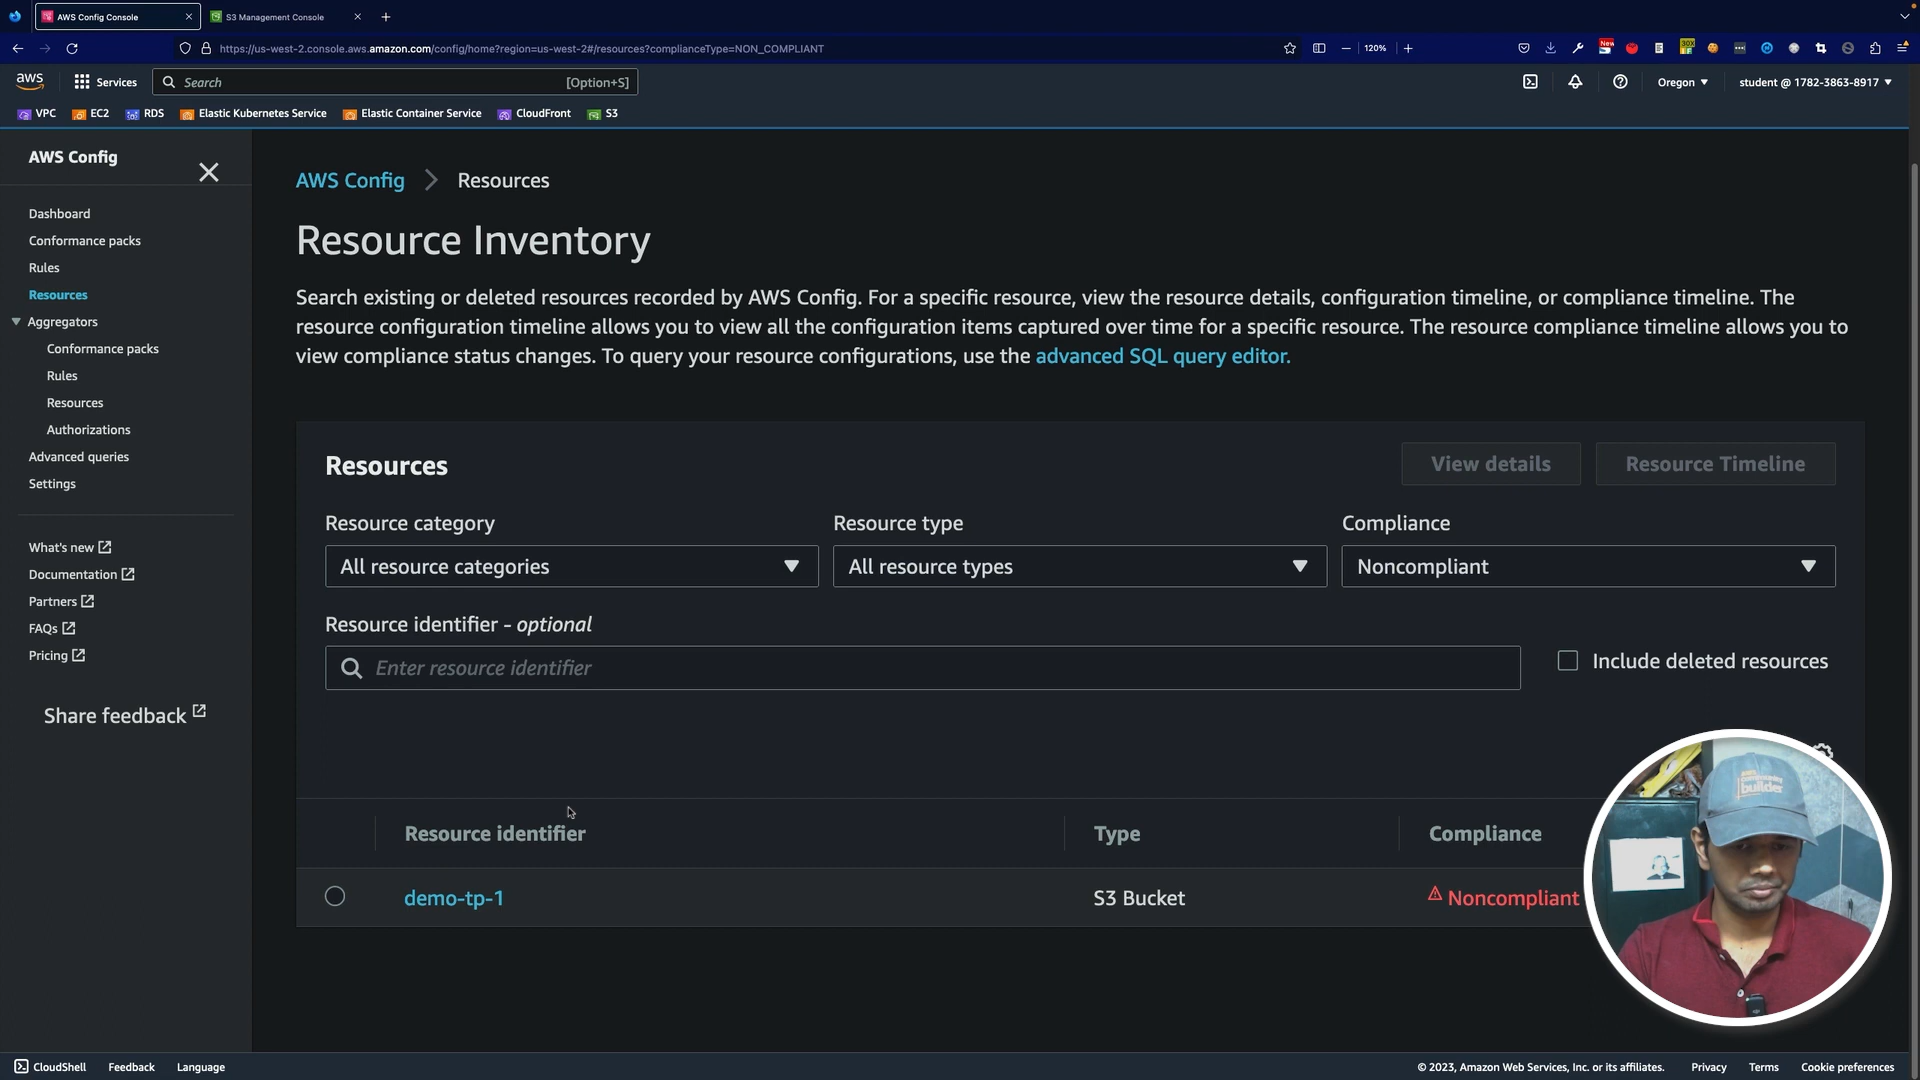 AWS Config Console
S3 Management Console
https://us-west-2.console.aws.amazon.com/config/home?region=us-west-2#/resources?complianceType=NON_COMPLIANT
120%
New
30X
aws
Services
Search
[Option+S]
Oregon
student @ 1782-3863-8917
VPC
EC2
RDS
Elastic Kubernetes Service
Elastic Container Service
CloudFront
S3
AWS Config
Dashboard
Conformance packs
Rules
Resources
Aggregators
Conformance packs
Rules
Resources
Authorizations
Advanced queries
Settings
What's new
Documentation
Partners
FAQs
Pricing
Share feedback
AWS Config
Resources
Resource Inventory
Search existing or deleted resources recorded by AWS Config. For a specific resource, view the resource details, configuration timeline, or compliance timeline. The
resource configuration timeline allows you to view all the configuration items captured over time for a specific resource. The resource compliance timeline allows you to
view compliance status changes. To query your resource configurations, use the advanced SQL query editor.
Resources
View details
Resource Timeline
Resource category
Resource type
Compliance
All resource categories
All resource types
Noncompliant
Resource identifier - optional
Enter resource identifier
Include deleted resources
Resource identifier
Type
Compliance
demo-tp-1
S3 Bucket
Noncompliant
aws
community
builder
CloudShell
Feedback
Language
© 2023, Amazon Web Services, Inc. or its affiliates.
Privacy
Terms
Cookie preferences